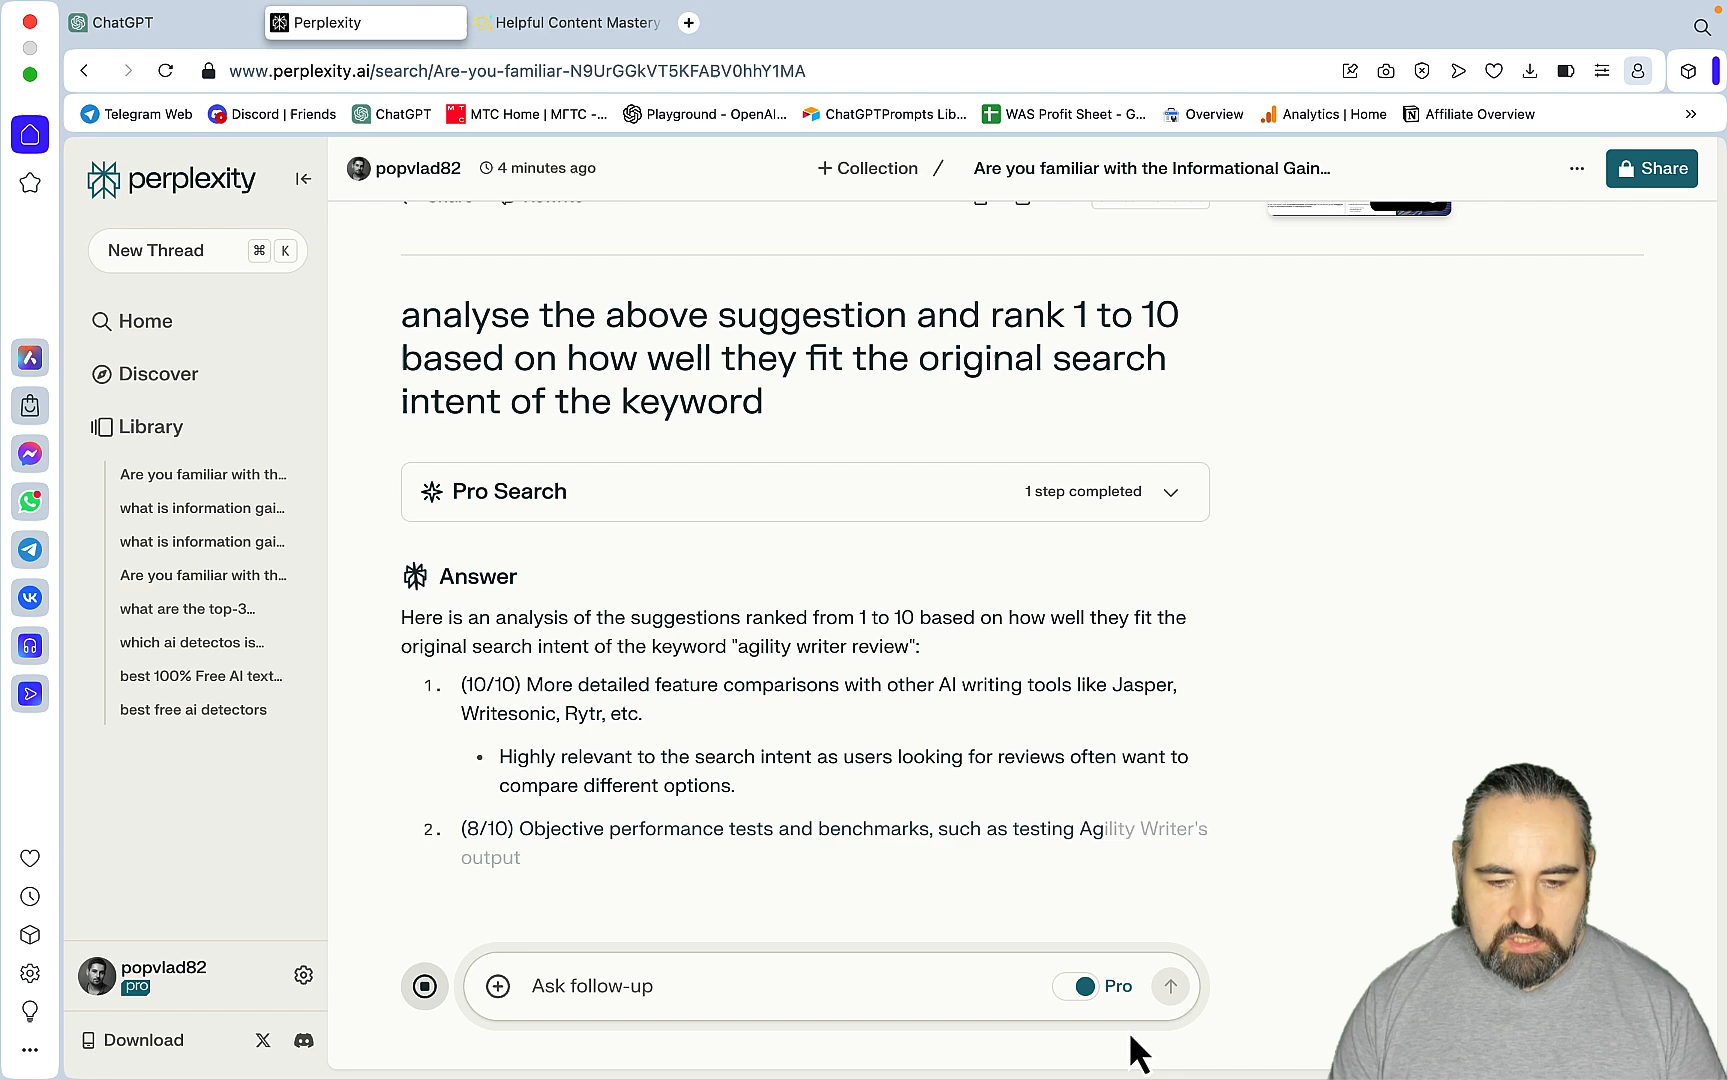 ChatGPT
Perplexity
Helpful Content Mastery
www.perplexity.ai/search/Are-you-familiar-N9UrGGkVT5KFABV0hhY1MA
Telegram Web
Discord | Friends
ChatGPT
MTC Home | МГТС -...
Playground - OpenAI...
ChatGPTPrompts Lib...
WAS Profit Sheet - G...
Overview
Analytics | Home
Affiliate Overview
perplexity
popvlad82
4 minutes ago
+ Collection /
Are you familiar with the Informational Gain...
Share
New Thread
⌘ K
Home
Discover
Library
Are you familiar with th...
what is information gai...
what is information gai...
Are you familiar with th...
what are the top-3...
which ai detectos is...
best 100% Free AI text...
best free ai detectors
analyse the above suggestion and rank 1 to 10
based on how well they fit the original search
intent of the keyword
Pro Search
1 step completed
Answer
Here is an analysis of the suggestions ranked from 1 to 10 based on how well they fit the
original search intent of the keyword "agility writer review":
1. (10/10) More detailed feature comparisons with other AI writing tools like Jasper,
Writesonic, Rytr, etc.
• Highly relevant to the search intent as users looking for reviews often want to
compare different options.
2. (8/10) Objective performance tests and benchmarks, such as testing Agility Writer's
output
popvlad82
pro
Ask follow-up
Pro
Download